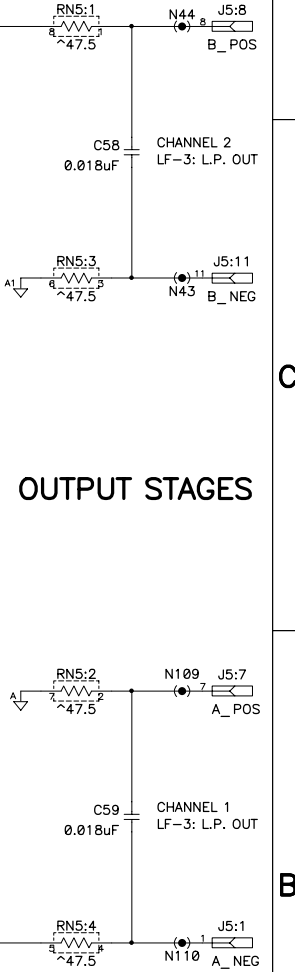 RN5:1
N44
J5:8
8
1
8
^47.5
B_POS
C58
0.018uF
CHANNEL 2
LF-3: L.P. OUT
RN5:3
J5:11
A1
6
3
11
^47.5
N43
B_NEG
C
OUTPUT STAGES
RN5:2
N109
J5:7
A
7
2
7
^47.5
A_POS
C59
0.018uF
CHANNEL 1
LF-3: L.P. OUT
B
RN5:4
J5:1
5
4
1
^47.5
N110
A_NEG